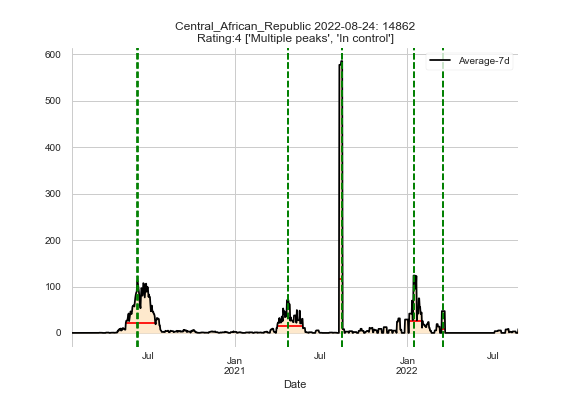 Central_African_Republic 2022-08-24: 14862
Rating:4 ['Multiple peaks', 'In control']
Average-7d
600
500
400
300
200
100
0
Jul
Jan
2021
Jul
Jan
2022
Jul
Date